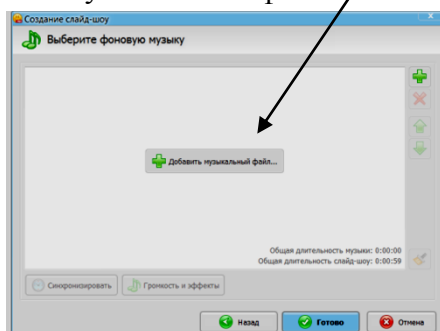 Создание слайд-шоу
Выберите фоновую музыку
Добавить музыкальный файл...
Общая длительность музыки: 0:00:00
Общая длительность слайд-шоу: 0:00:59
Синхронизировать
Громкость и эффекты
Назад
Готово
Отмена